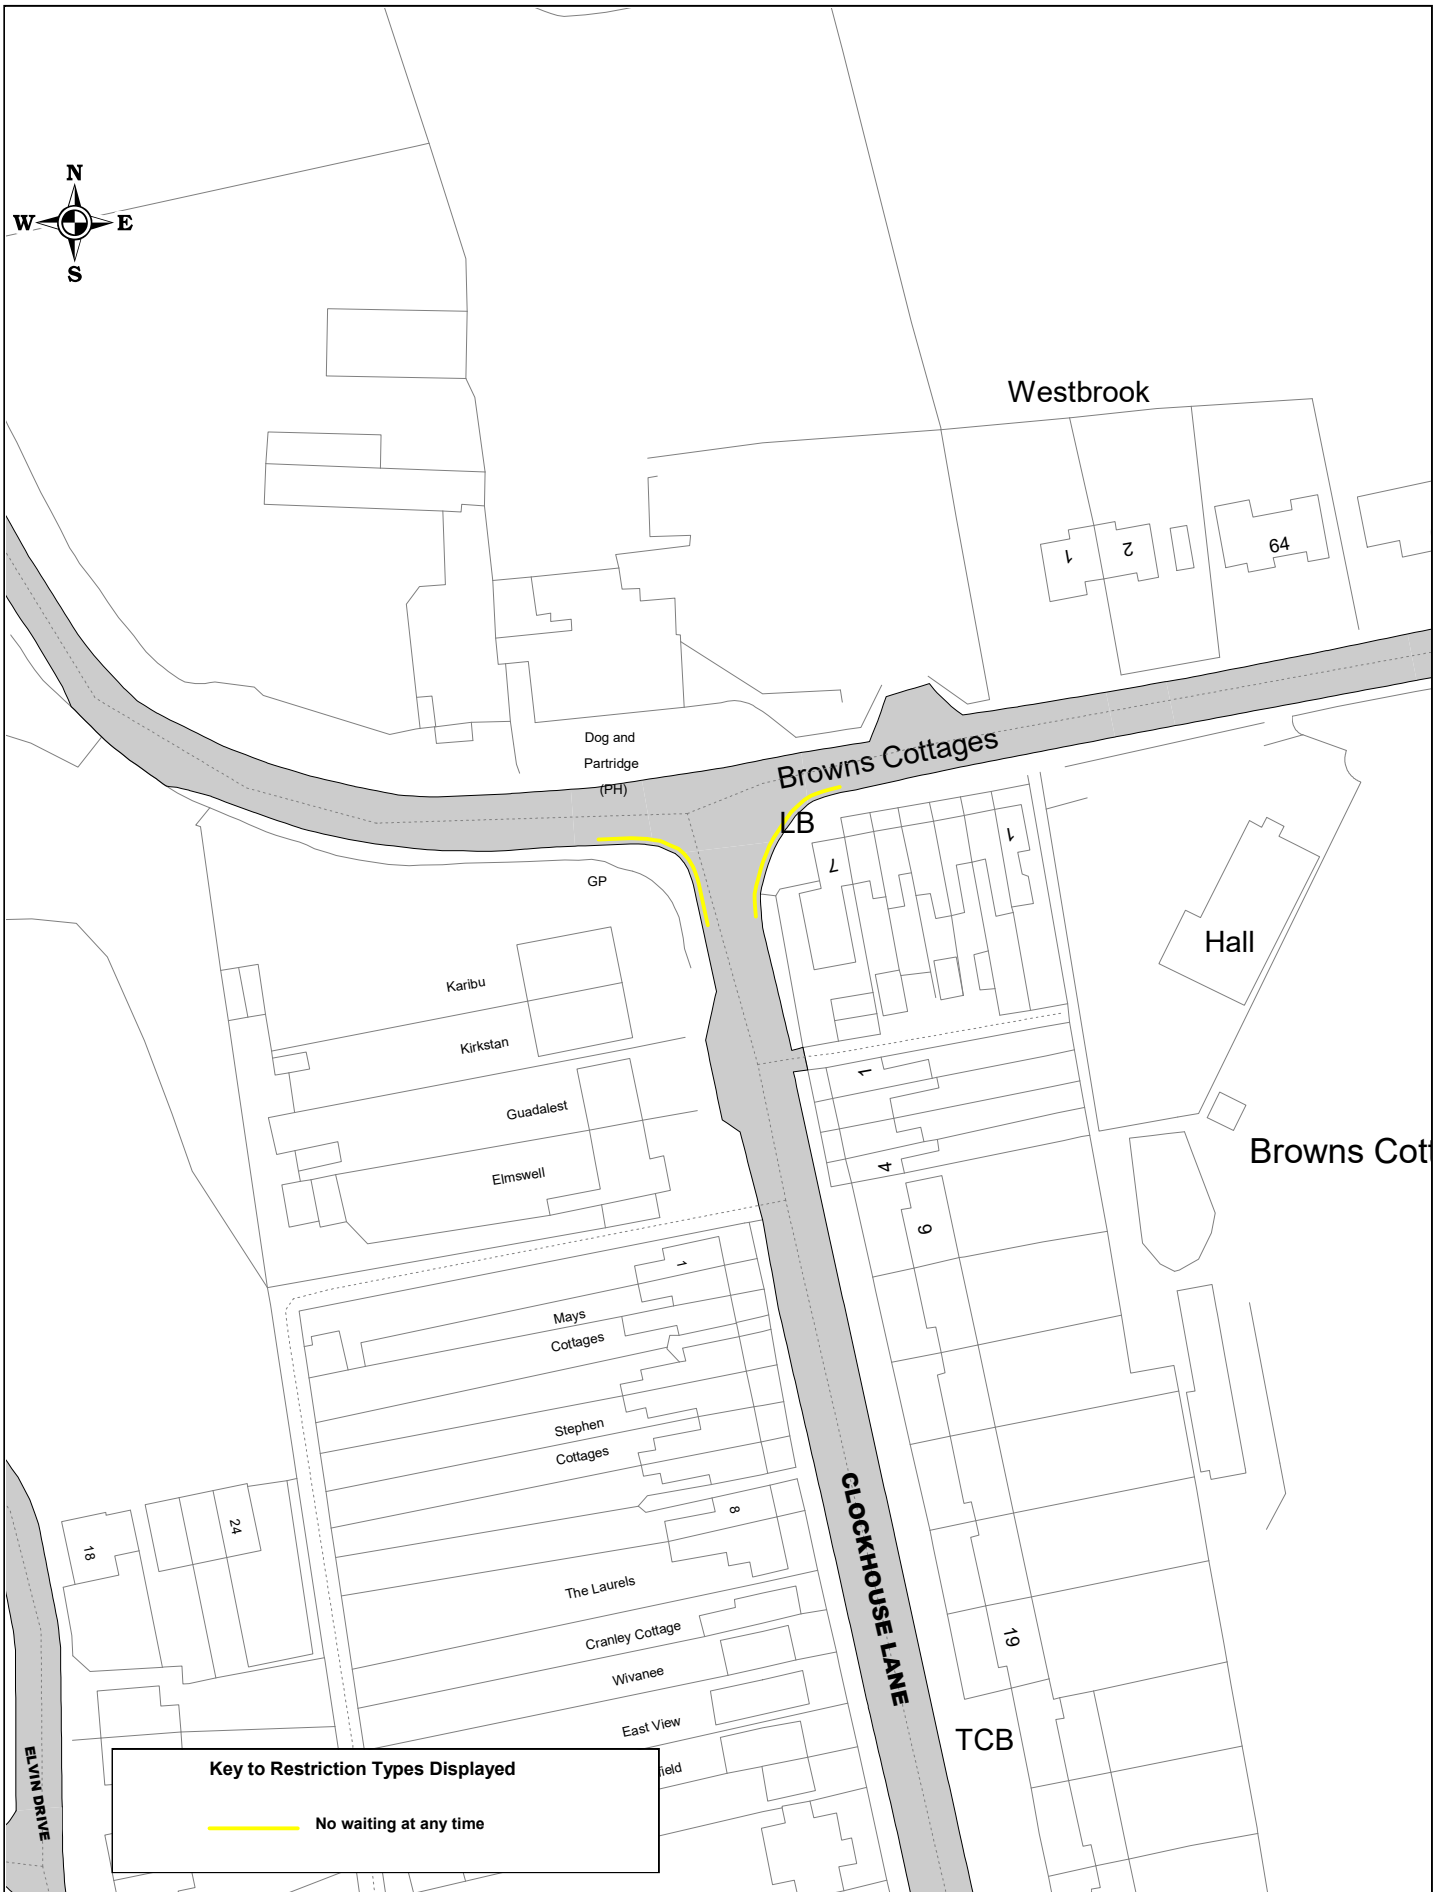 N
W E
S
Westbrook
1
2
64
Dog and
Partridge
(PH)
Browns Cottages
LB
1
7
GP
Hall
Karibu
Kirkstan
1
Guadalest
Browns Cott
4
Elmswell
9
1
Mays
Cottages
Stephen
Cottages
CLOCKHOUSE LANE
8
24
18
The Laurels
Cranley Cottage
19
Wivanee
East View
TCB
field
ELVIN DRIVE
Key to Restriction Types Displayed
No waiting at any time